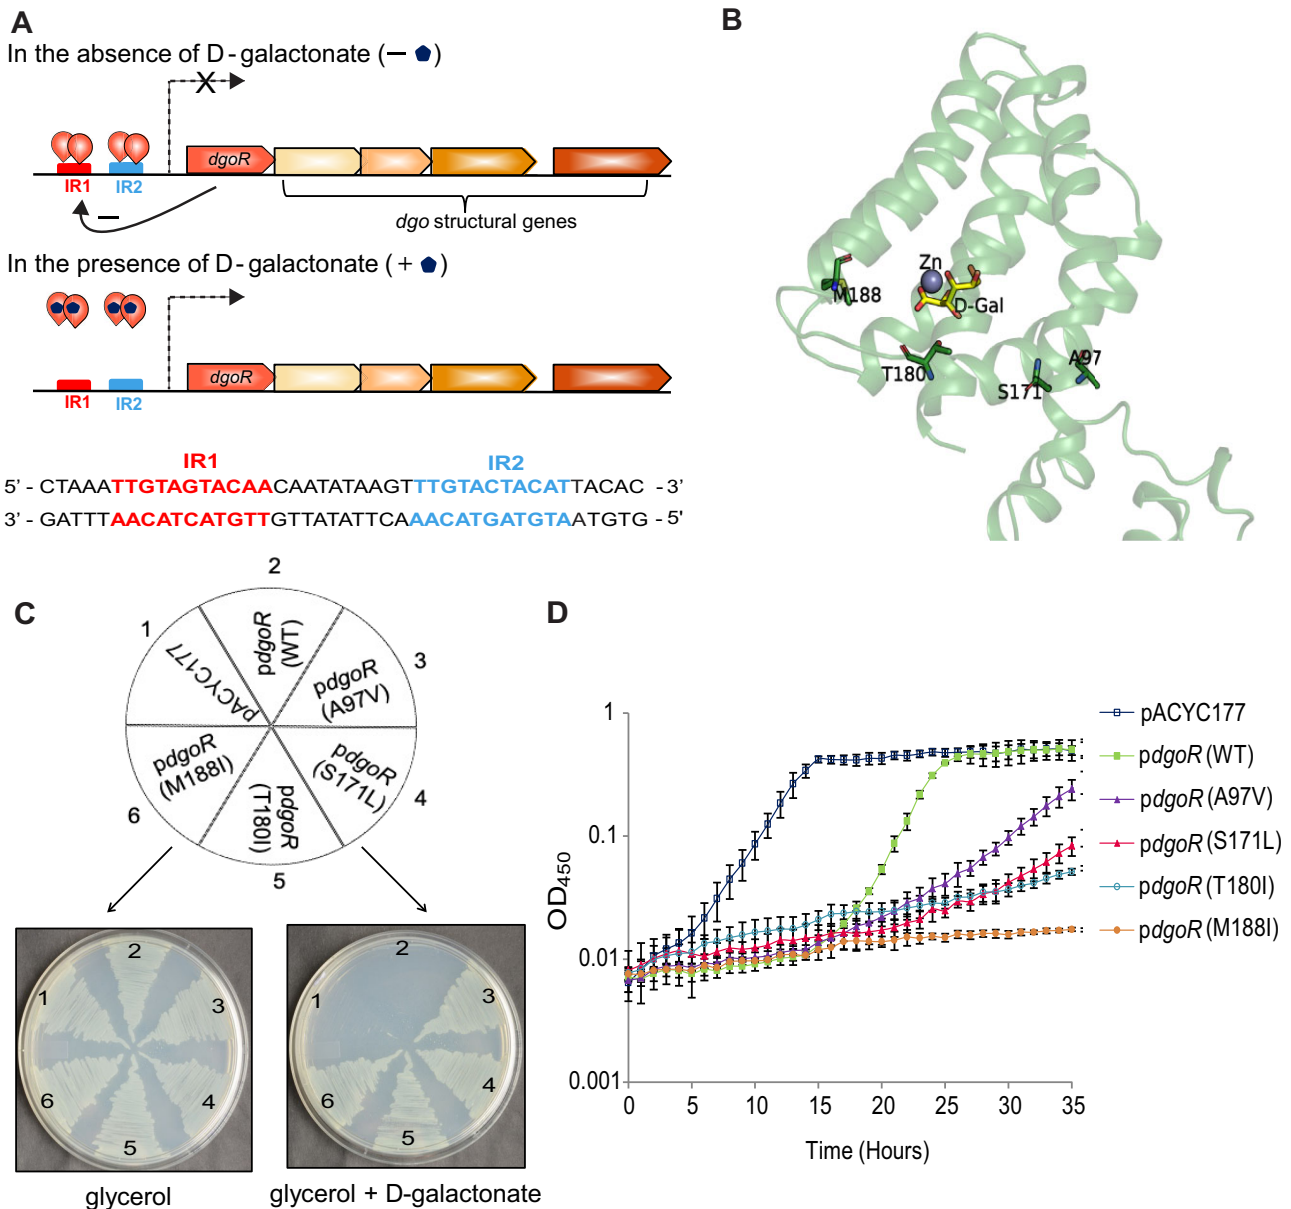 A
In the absence of D-galactonate (— )
X
dgoR
IR1
IR2
—
dgo structural genes
In the presence of D-galactonate (+ )
dgoR
IR1
IR2
IR1
IR2
5' - CTAAATTGTAGTACAACAATATAAGTTTGTACTACATTACAC -3'
3' - GATTTAACATCATGTTGTTATATTCAAACATGATGTAATGTG -5'
B
Zn
M188
D-Gal
T180
S171
A97
C
1
2
3
4
5
6
pACYC177
pdgoR
(WT)
pdgoR
(A97V)
pdgoR
(S171L)
pdgoR
(T180I)
pdgoR
(M188I)
1
2
3
4
5
6
glycerol
1
2
3
4
5
6
glycerol + D-galactonate
D
OD450
1
0.1
0.01
0.001
0
5
10
15
20
25
30
35
Time (Hours)
pACYC177
pdgoR (WT)
pdgoR (A97V)
pdgoR (S171L)
pdgoR (T180I)
pdgoR (M188I)